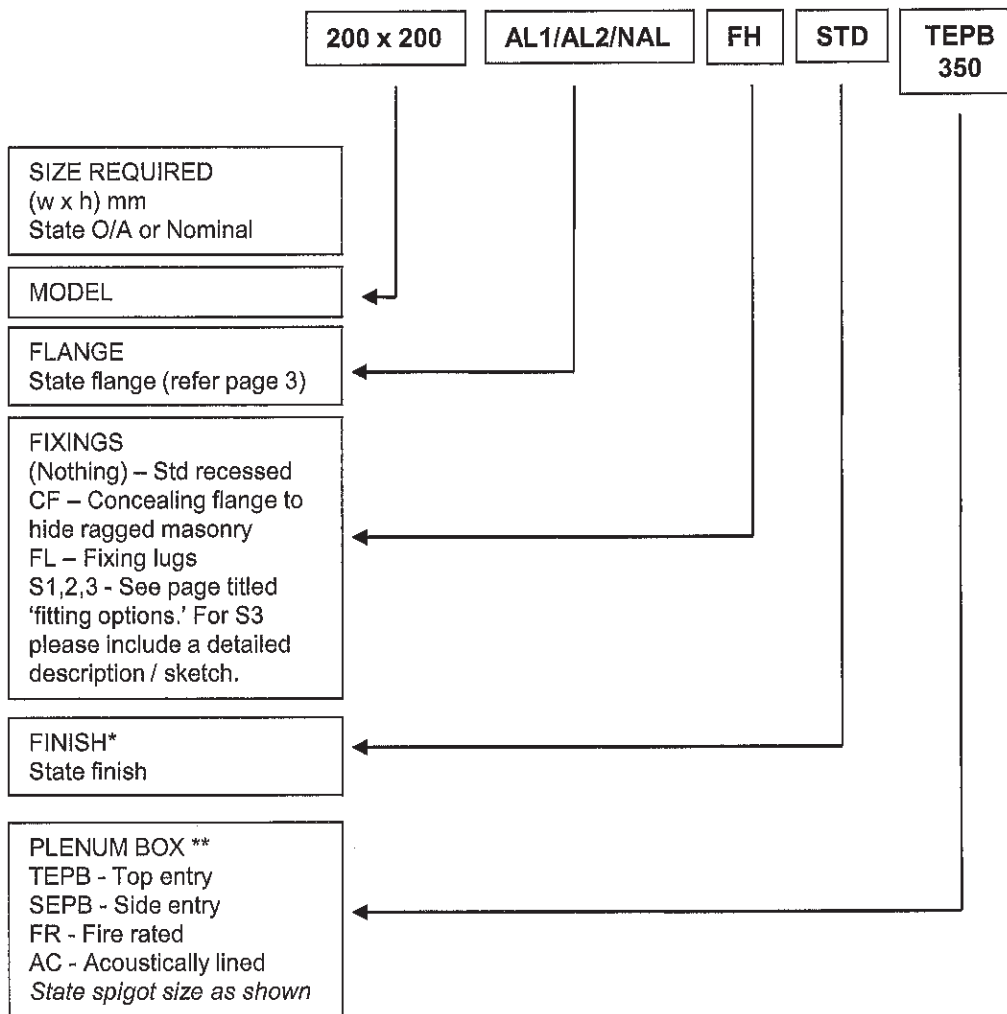 200 x 200 AL1/AL2/NAL FH STD TEPB
350
SIZE REQUIRED
(w x h) mm
State O/A or Nominal
MODEL
FLANGE
State flange (refer page 3)
FIXINGS
(Nothing) – Std recessed
CF – Concealing flange to
hide ragged masonry
FL – Fixing lugs
S1,2,3 - See page titled
‘fitting options.’ For S3
please include a detailed
description / sketch.
FINISH*
State finish
PLENUM BOX **
TEPB - Top entry
SEPB - Side entry
FR - Fire rated
AC - Acoustically lined
State spigot size as shown